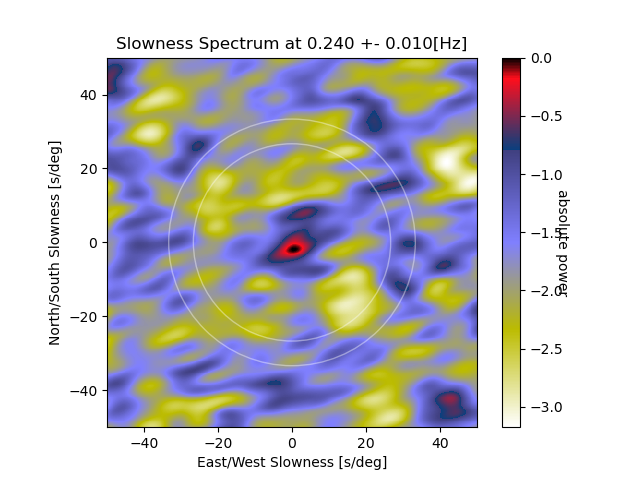 Slowness Spectrum at 0.240 +- 0.010[Hz]
North/South Slowness [s/deg]
40
20
0
−20
−40
−40 −20 0 20 40
East/West Slowness [s/deg]
0.0
−0.5
−1.0
−1.5
−2.0
−2.5
−3.0
absolute power